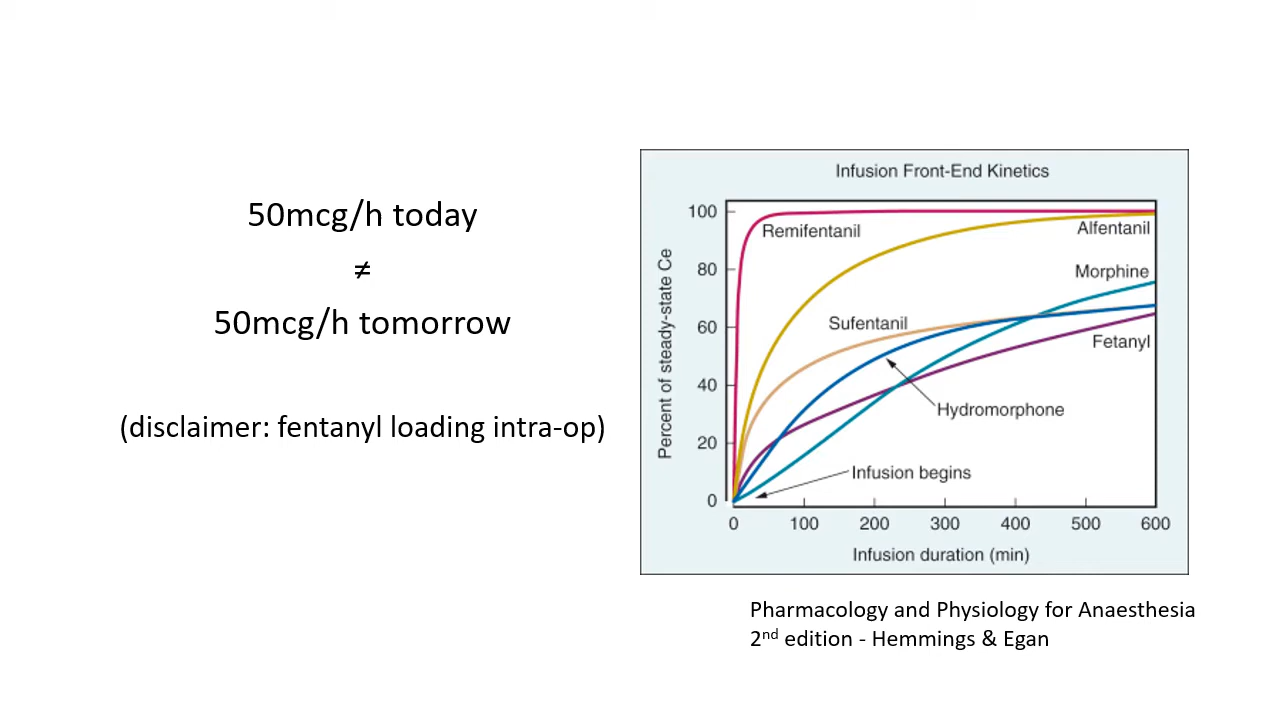 50mcg/h today
≠
50mcg/h tomorrow
(disclaimer: fentanyl loading intra-op)
Infusion Front-End Kinetics
Percent of steady-state Ce
100
80
60
40
20
0
Remifentanil
Alfentanil
Morphine
Sufentanil
Fetanyl
Hydromorphone
Infusion begins
0 100 200 300 400 500 600
Infusion duration (min)
Pharmacology and Physiology for Anaesthesia
2nd edition - Hemmings & Egan